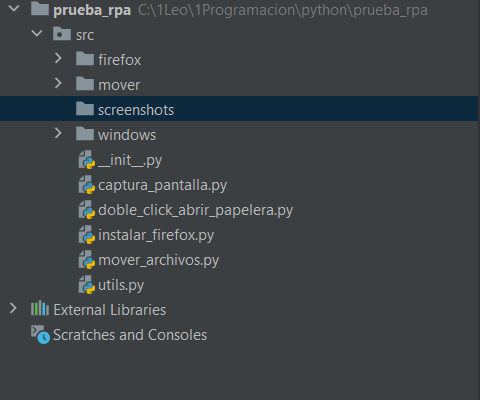 prueba_rpa C:\1Leo\1Programacion\python\prueba_rpa
src
firefox
mover
screenshots
windows
__init__.py
captura_pantalla.py
doble_click_abrir_papelera.py
instalar_firefox.py
mover_archivos.py
utils.py
External Libraries
Scratches and Consoles